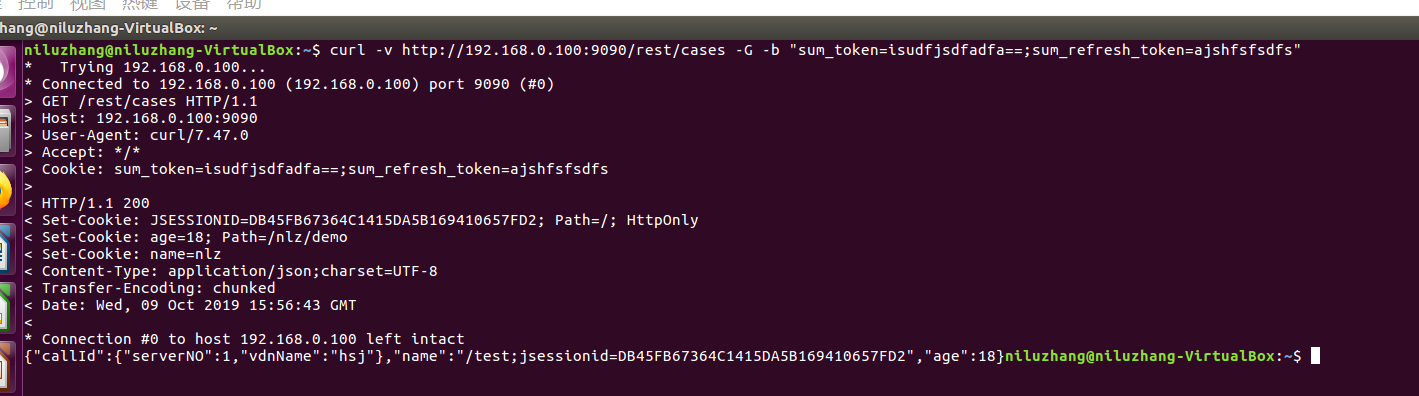 控制 视图 热键 设备 帮助
hang@niluzhang-VirtualBox: ~
niluzhang@niluzhang-VirtualBox:~$ curl -v http://192.168.0.100:9090/rest/cases -G -b "sum_token=isudfjsdfadfa==;sum_refresh_token=ajshfsfsdfs"
*   Trying 192.168.0.100...
* Connected to 192.168.0.100 (192.168.0.100) port 9090 (#0)
> GET /rest/cases HTTP/1.1
> Host: 192.168.0.100:9090
> User-Agent: curl/7.47.0
> Accept: */*
> Cookie: sum_token=isudfjsdfadfa==;sum_refresh_token=ajshfsfsdfs
>
< HTTP/1.1 200
< Set-Cookie: JSESSIONID=DB45FB67364C1415DA5B169410657FD2; Path=/; HttpOnly
< Set-Cookie: age=18; Path=/nlz/demo
< Set-Cookie: name=nlz
< Content-Type: application/json;charset=UTF-8
< Transfer-Encoding: chunked
< Date: Wed, 09 Oct 2019 15:56:43 GMT
<
* Connection #0 to host 192.168.0.100 left intact
{"callId":{"serverNO":1,"vdnName":"hsj"},"name":"/test;jsessionid=DB45FB67364C1415DA5B169410657FD2","age":18}niluzhang@niluzhang-VirtualBox:~$